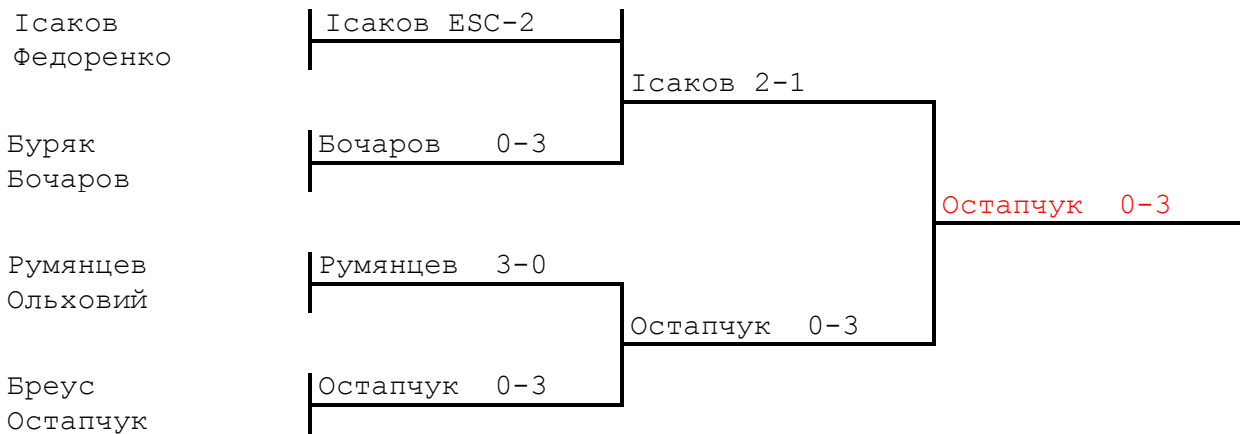 Ісаков
Федоренко
Ісаков ESC-2
Ісаков 2-1
Буряк
Бочаров
Бочаров 0-3
Остапчук 0-3
Румянцев
Ольховий
Румянцев 3-0
Остапчук 0-3
Бреус
Остапчук
Остапчук 0-3